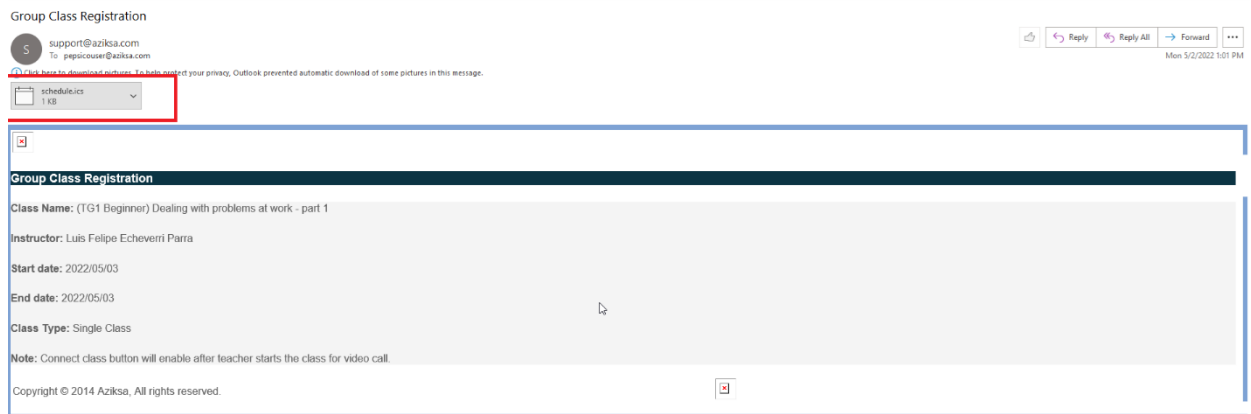 Group Class Registration
S
support@aziksa.com
To pepsicouser@aziksa.com
Reply
Reply All
Forward
Mon 5/2/2022 1:01 PM
Click here to download pictures. To help protect your privacy, Outlook prevented automatic download of some pictures in this message.
schedule.ics
1 KB
Group Class Registration
Class Name: (TG1 Beginner) Dealing with problems at work - part 1
Instructor: Luis Felipe Echeverri Parra
Start date: 2022/05/03
End date: 2022/05/03
Class Type: Single Class
Note: Connect class button will enable after teacher starts the class for video call.
Copyright © 2014 Aziksa, All rights reserved.